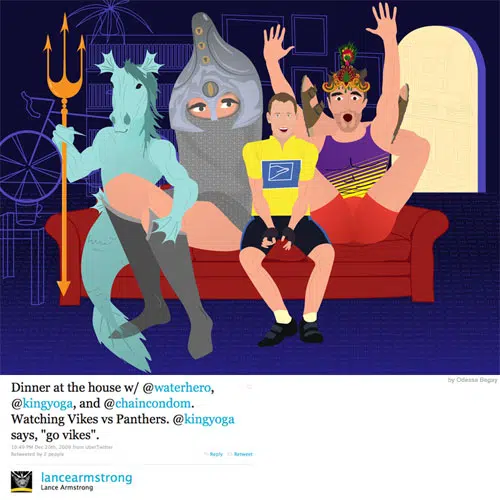 by Odessa Begay
Dinner at the house w/ @waterhero,
@kingyoga, and @chaincondom.
Watching Vikes vs Panthers. @kingyoga
says, "go vikes".
10:49 PM Dec 20th, 2009 from uberTwitter
Retweeted by 2 people
Reply Retweet
lancearmstrong
Lance Armstrong